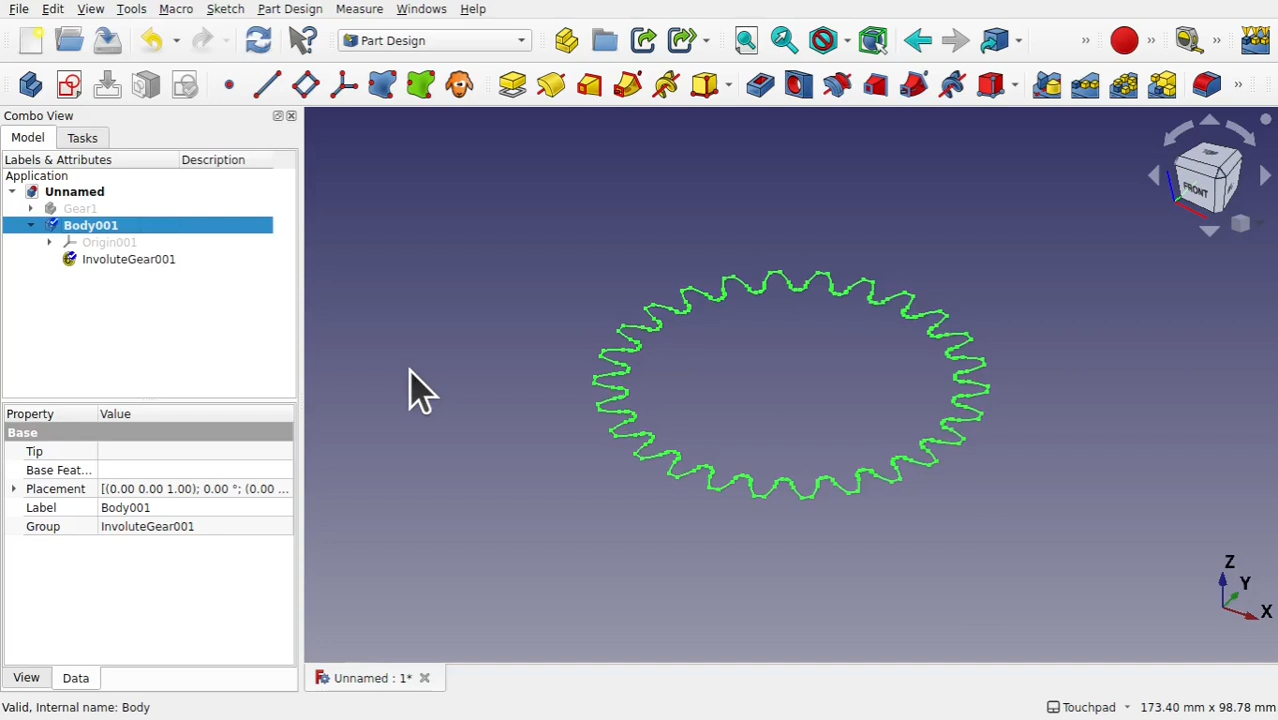 File Edit View Tools Macro Sketch Part Design Measure Windows Help
Part Design
»
»
»
»
»
Combo View
Model Tasks
Labels & Attributes Description
Application
Unnamed
Gear1
Body001
Origin001
InvoluteGear001
Property Value
Base
Tip
Base Feat...
Placement [(0.00 0.00 1.00); 0.00 °; (0.00 ...
Label Body001
Group InvoluteGear001
View Data
FRONT
Z
Y
X
Unnamed : 1*
Valid, Internal name: Body
Touchpad 173.40 mm x 98.78 mm